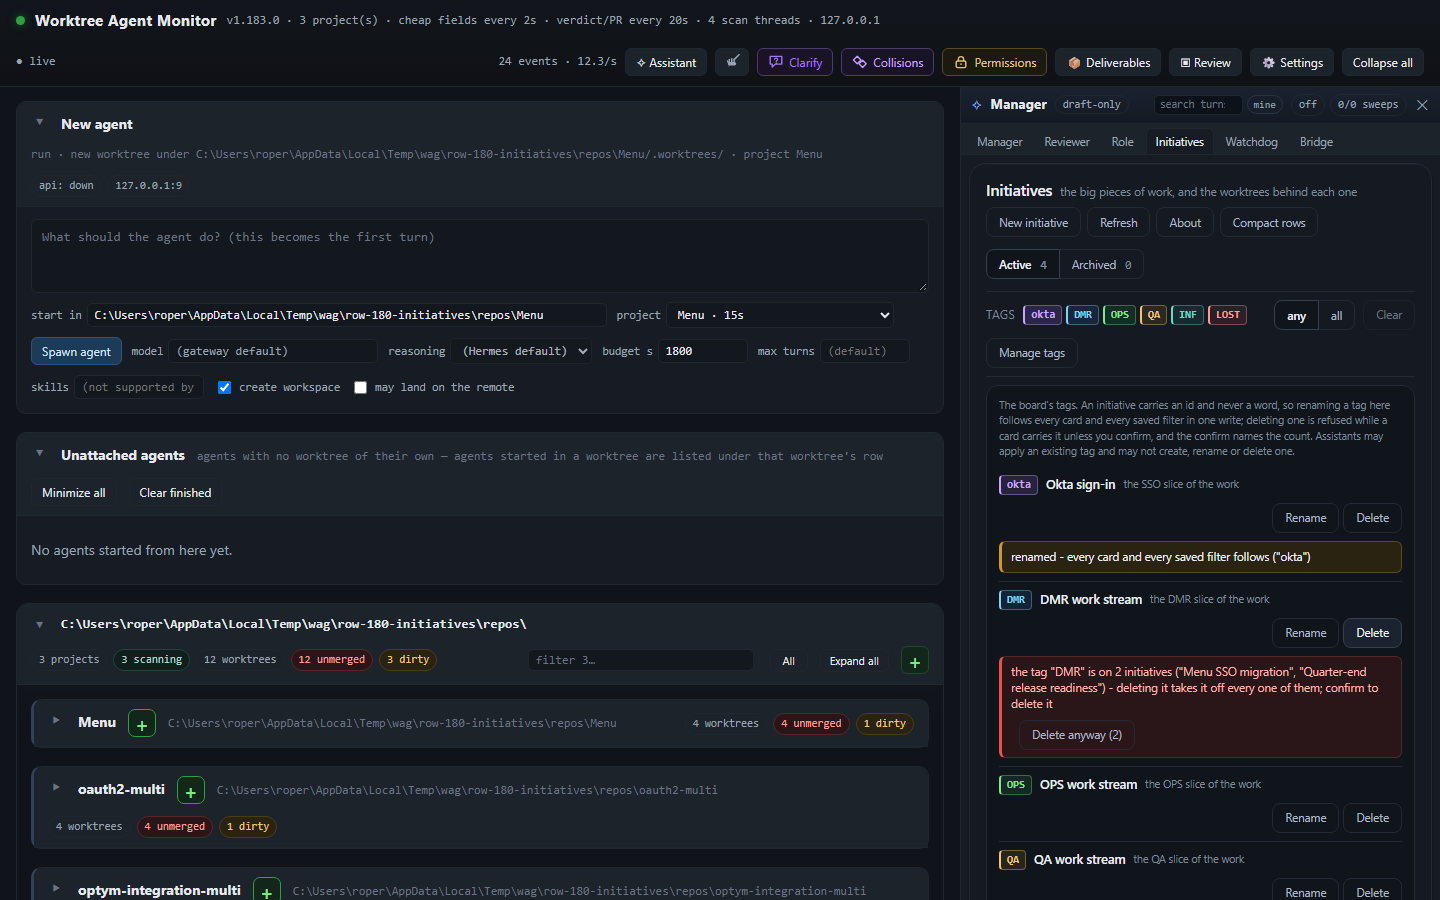 Worktree Agent Monitor v1.183.0 · 3 project(s) · cheap fields every 2s · verdict/PR every 20s · 4 scan threads · 127.0.0.1
live
24 events · 12.3/s
Assistant
Clarify
Collisions
Permissions
Deliverables
Review
Settings
Collapse all
New agent
run · new worktree under C:\Users\roper\AppData\Local\Temp\wag\row-180-initiatives\repos\Menu/.worktrees/ · project Menu
api: down 127.0.0.1:9
What should the agent do? (this becomes the first turn)
start in C:\Users\roper\AppData\Local\Temp\wag\row-180-initiatives\repos\Menu project Menu · 15s
Spawn agent model (gateway default) reasoning (Hermes default) budget s 1800 max turns (default)
skills (not supported by create workspace may land on the remote
Unattached agents agents with no worktree of their own — agents started in a worktree are listed under that worktree's row
Minimize all Clear finished
No agents started from here yet.
C:\Users\roper\AppData\Local\Temp\wag\row-180-initiatives\repos\
3 projects 3 scanning 12 worktrees 12 unmerged 3 dirty filter 3… All Expand all +
Menu + C:\Users\roper\AppData\Local\Temp\wag\row-180-initiatives\repos\Menu 4 worktrees 4 unmerged 1 dirty
oauth2-multi + C:\Users\roper\AppData\Local\Temp\wag\row-180-initiatives\repos\oauth2-multi
4 worktrees 4 unmerged 1 dirty
optym-integration-multi + C:\Users\roper\AppData\Local\Temp\wag\row-180-initiatives\repos\optym-integration-multi
Manager draft-only search turn: mine off 0/0 sweeps
Manager Reviewer Role Initiatives Watchdog Bridge
Initiatives the big pieces of work, and the worktrees behind each one
New initiative Refresh About Compact rows
Active 4 Archived 0
TAGS okta DMR OPS QA INF LOST any all Clear
Manage tags
The board's tags. An initiative carries an id and never a word, so renaming a tag here
follows every card and every saved filter in one write; deleting one is refused while a
card carries it unless you confirm, and the confirm names the count. Assistants may
apply an existing tag and may not create, rename or delete one.
okta Okta sign-in the SSO slice of the work
Rename Delete
renamed - every card and every saved filter follows ("okta")
DMR DMR work stream the DMR slice of the work
Rename Delete
the tag "DMR" is on 2 initiatives ("Menu SSO migration", "Quarter-end
release readiness") - deleting it takes it off every one of them; confirm to
delete it
Delete anyway (2)
OPS OPS work stream the OPS slice of the work
Rename Delete
QA QA work stream the QA slice of the work
Rename Delete